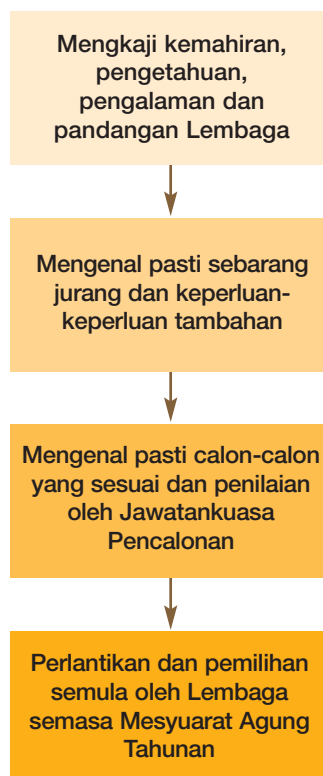 Mengkaji kemahiran,
pengetahuan,
pengalaman dan
pandangan Lembaga
Mengenal pasti sebarang
jurang dan keperluan-
keperluan tambahan
Mengenal pasti calon-calon
yang sesuai dan penilaian
oleh Jawatankuasa
Pencalonan
Perlantikan dan pemilihan
semula oleh Lembaga
semasa Mesyuarat Agung
Tahunan